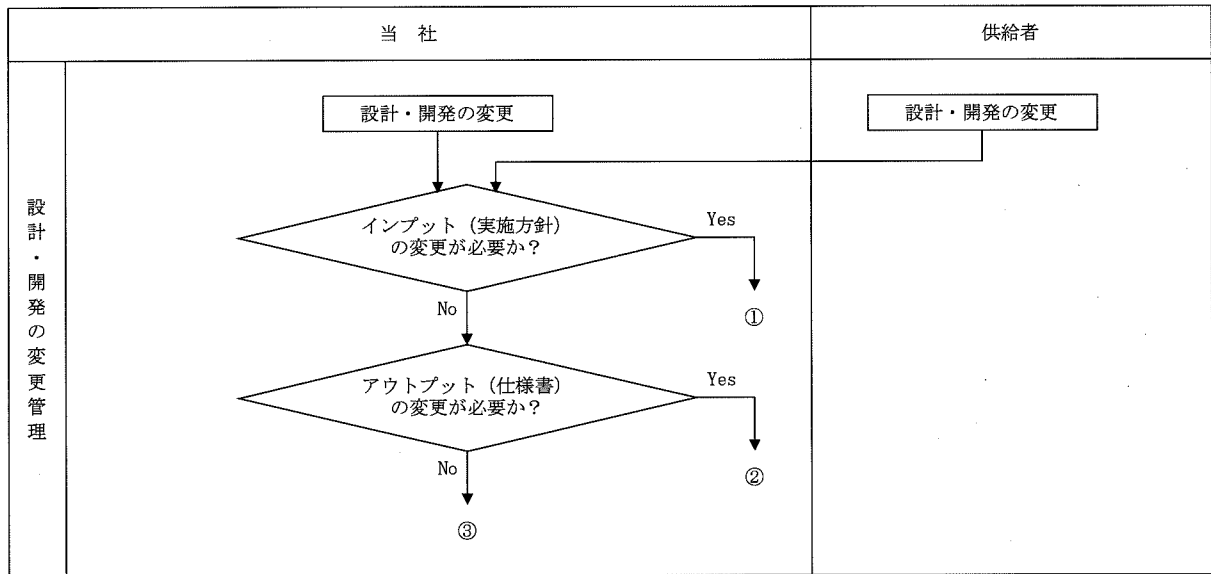 当 社
供給者
設計・開発の変更管理
設計・開発の変更
設計・開発の変更
インプット（実施方針）
の変更が必要か？
Yes
①
No
アウトプット（仕様書）
の変更が必要か？
Yes
②
No
③